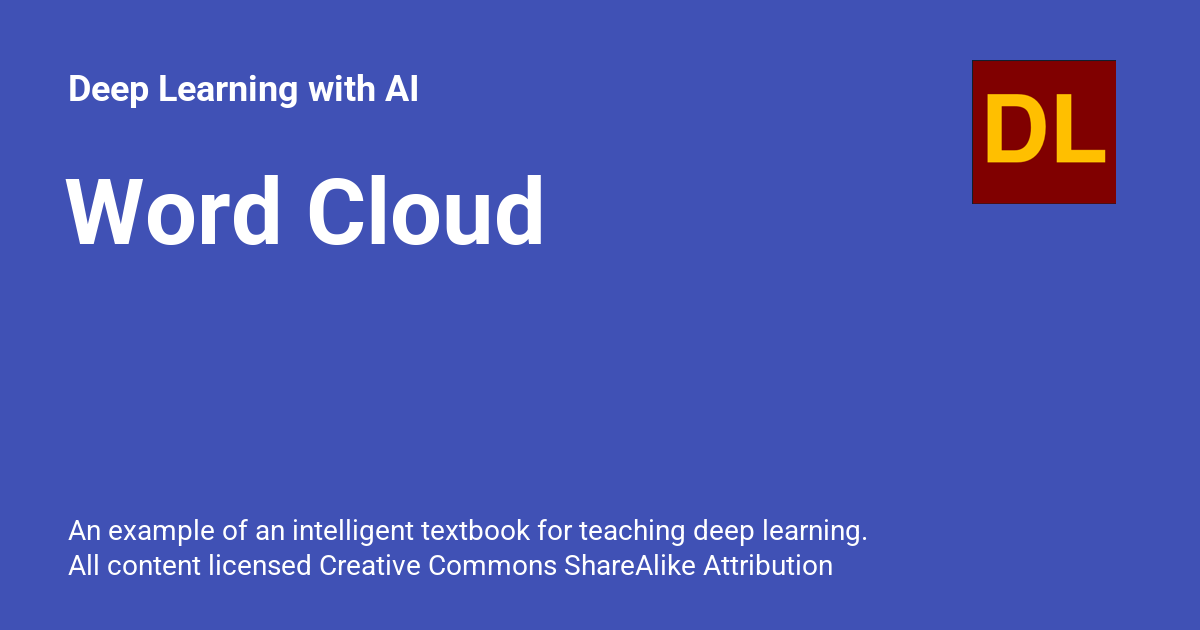 Deep Learning with AI
DL
Word Cloud
An example of an intelligent textbook for teaching deep learning.
All content licensed Creative Commons ShareAlike Attribution